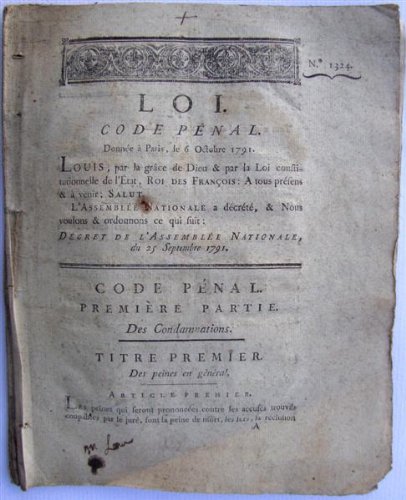 N.º 1324.
LOI.
CODE PÉNAL.
Donnée à Paris, le 6 Octobre 1791.
LOUIS, par la grâce de Dieu & par la Loi consti-
tutionnelle de l'État, ROI DES FRANÇOIS: A tous présens
& à venir; SALUT.
L'ASSEMBLÉE NATIONALE a décrété, & Nous
voulons & ordonnons ce qui suit:
DÉCRET DE L'ASSEMBLÉE NATIONALE,
du 25 Septembre 1791.
CODE PÉNAL.
PREMIÈRE PARTIE.
Des Condamnations.
TITRE PREMIER.
Des peines en général.
ARTICLE PREMIER.
Les peines qui seront prononcées contre les accusés trouvés
coupables par le juré, sont la peine de mort, les fers, la réclusion
A